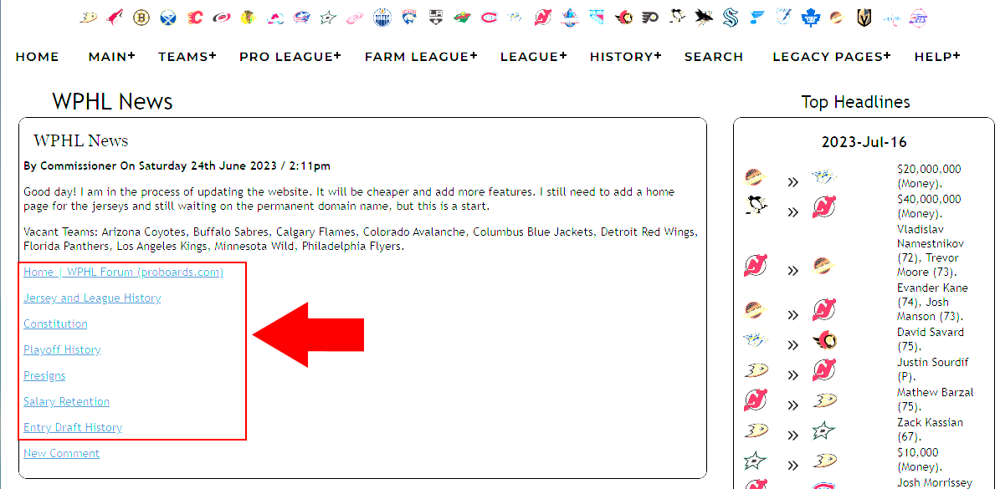 HOME MAIN+ TEAMS+ PRO LEAGUE+ FARM LEAGUE+ LEAGUE+ HISTORY+ SEARCH LEGACY PAGES+ HELP+
WPHL News
WPHL News
By Commissioner On Saturday 24th June 2023 / 2:11pm
Good day! I am in the process of updating the website. It will be cheaper and add more features. I still need to add a home
page for the jerseys and still waiting on the permanent domain name, but this is a start.
Vacant Teams: Arizona Coyotes, Buffalo Sabres, Calgary Flames, Colorado Avalanche, Columbus Blue Jackets, Detroit Red Wings,
Florida Panthers, Los Angeles Kings, Minnesota Wild, Philadelphia Flyers.
Home | WPHL Forum (proboards.com)
Jersey and League History
Constitution
Playoff History
Presigns
Salary Retention
Entry Draft History
New Comment
Top Headlines
2023-Jul-16
$20,000,000
(Money).
$40,000,000
(Money).
Vladislav
Namestnikov
(72), Trevor
Moore (73).
Evander Kane
(74), Josh
Manson (73).
David Savard
(75).
Justin Sourdif
(P).
Mathew Barzal
(75).
Zack Kassian
(67).
$10,000
(Money).
Josh Morrissey